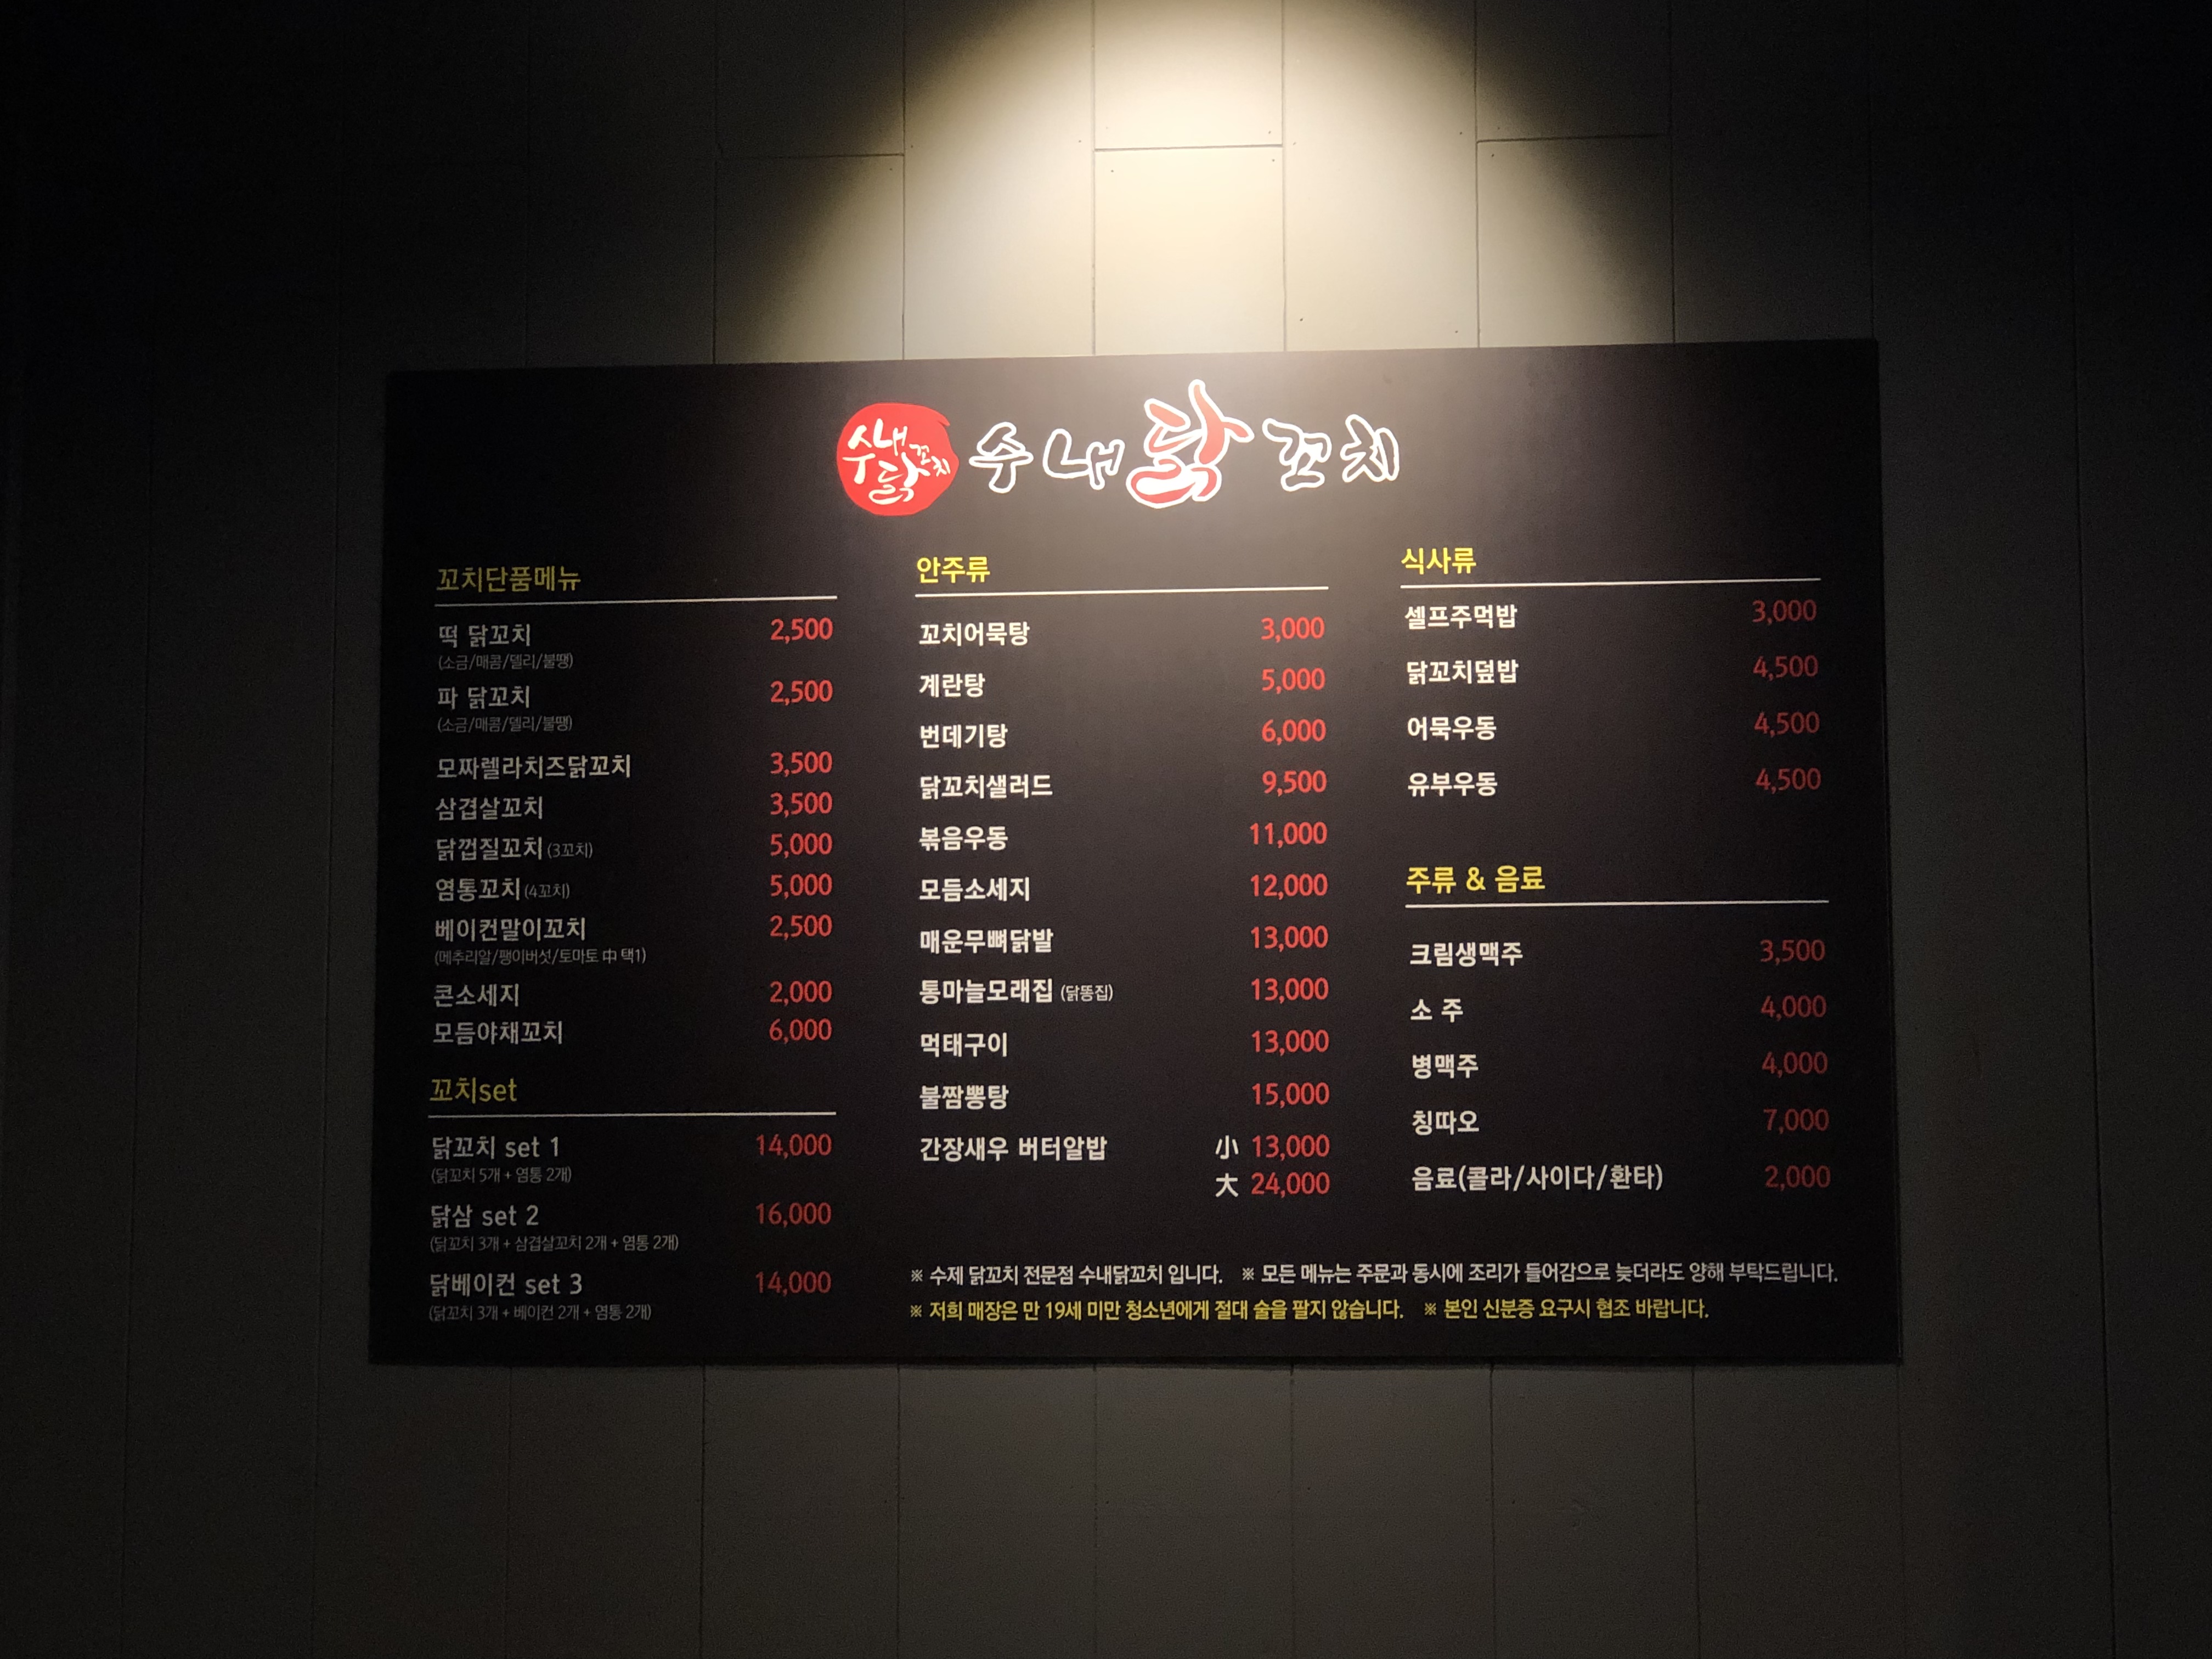 수내닭꼬치
수내닭꼬치
꼬치단품메뉴
떡 닭꼬치 2,500
(소금/매콤/델리/불땡)
파 닭꼬치 2,500
(소금/매콤/델리/불땡)
모짜렐라치즈닭꼬치 3,500
삼겹살꼬치 3,500
닭껍질꼬치 (3꼬치) 5,000
염통꼬치 (4꼬치) 5,000
베이컨말이꼬치 2,500
(메추리알/팽이버섯/토마토 中 택1)
콘소세지 2,000
모듬야채꼬치 6,000
꼬치set
닭꼬치 set 1 14,000
(닭꼬치 5개 + 염통 2개)
닭삼 set 2 16,000
(닭꼬치 3개 + 삼겹살꼬치 2개 + 염통 2개)
닭베이컨 set 3 14,000
(닭꼬치 3개 + 베이컨 2개 + 염통 2개)
안주류
꼬치어묵탕 3,000
계란탕 5,000
번데기탕 6,000
닭꼬치샐러드 9,500
볶음우동 11,000
모듬소세지 12,000
매운무뼈닭발 13,000
통마늘모래집 (닭똥집) 13,000
먹태구이 13,000
불짬뽕탕 15,000
간장새우 버터알밥 小 13,000
大 24,000
식사류
셀프주먹밥 3,000
닭꼬치덮밥 4,500
어묵우동 4,500
유부우동 4,500
주류 & 음료
크림생맥주 3,500
소 주 4,000
병맥주 4,000
칭따오 7,000
음료(콜라/사이다/환타) 2,000
※ 수제 닭꼬치 전문점 수내닭꼬치 입니다. ※ 모든 메뉴는 주문과 동시에 조리가 들어감으로 늦더라도 양해 부탁드립니다.
※ 저희 매장은 만 19세 미만 청소년에게 절대 술을 팔지 않습니다. ※ 본인 신분증 요구시 협조 바랍니다.